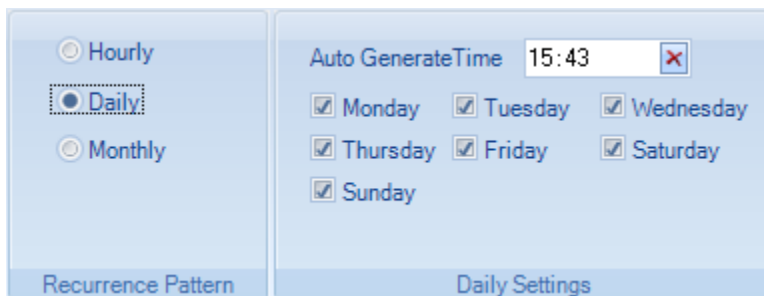 Hourly
Daily
Monthly
Recurrence Pattern
Auto GenerateTime 15:43
Monday Tuesday Wednesday
Thursday Friday Saturday
Sunday
Daily Settings